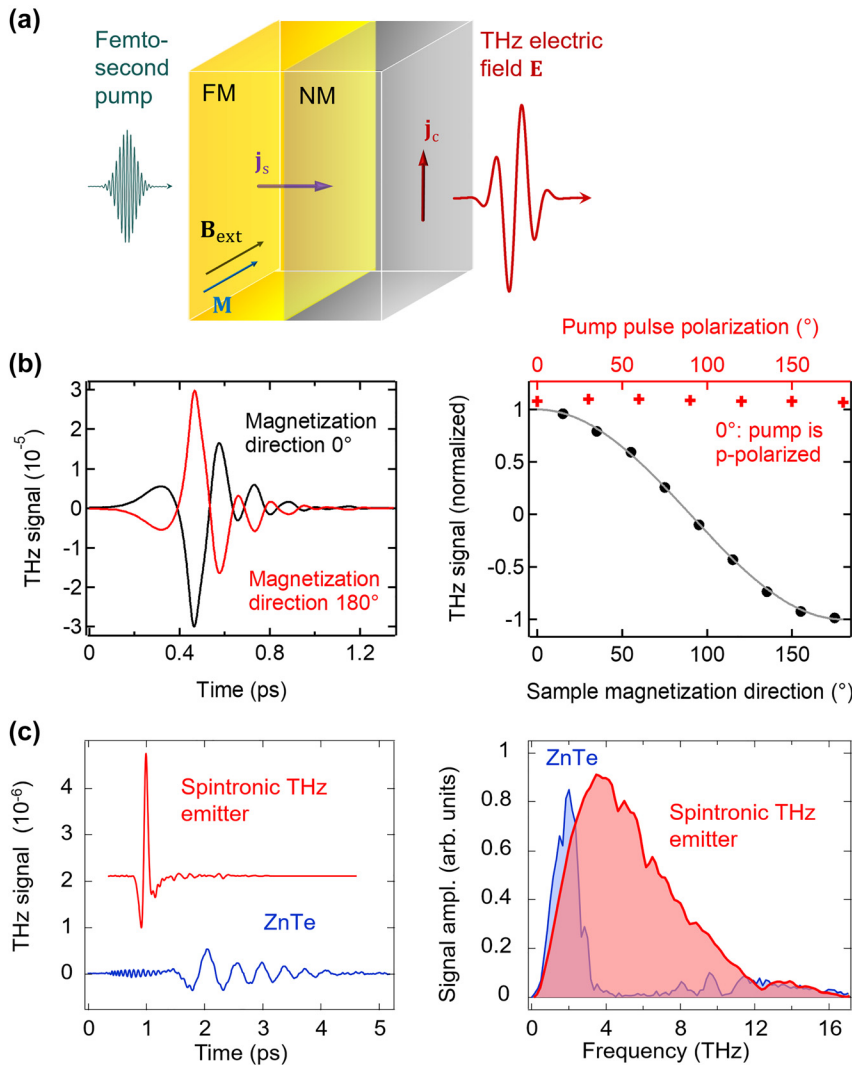 (a)
Femto-
second
pump
FM
NM
THz electric
field E
j_s
j_c
B_ext
M
(b)
THz signal (10^-5)
3
2
1
0
-1
-2
-3
Magnetization
direction 0°
Magnetization
direction 180°
0
0.4
0.8
1.2
Time (ps)
Pump pulse polarization (°)
0
50
100
150
THz signal (normalized)
1
0.5
0
-0.5
-1
0°: pump is
p-polarized
0
50
100
150
Sample magnetization direction (°)
(c)
THz signal (10^-6)
4
2
0
Spintronic THz
emitter
ZnTe
0
1
2
3
4
5
Time (ps)
Signal ampl. (arb. units)
1
0.8
0.6
0.4
0.2
0
ZnTe
Spintronic THz
emitter
0
4
8
12
16
Frequency (THz)